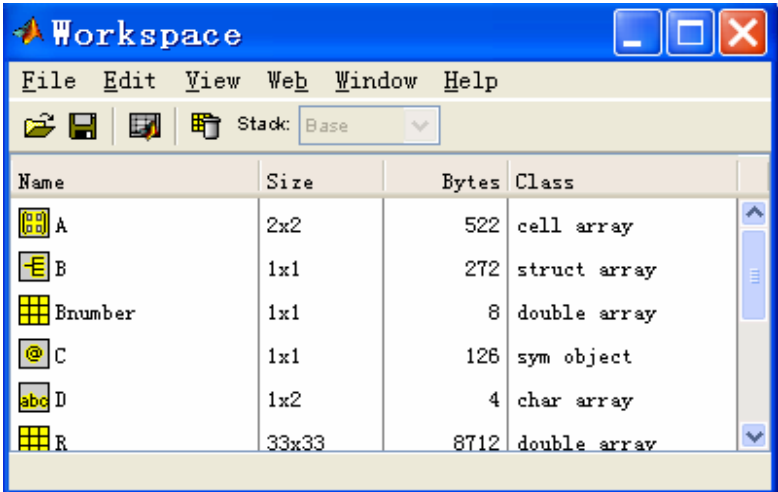 Workspace
File Edit View Web Window Help
Stack: Base
Name Size Bytes Class
A 2x2 522 cell array
B 1x1 272 struct array
Bnumber 1x1 8 double array
@ C 1x1 126 sym object
abc D 1x2 4 char array
R 33x33 8712 double array